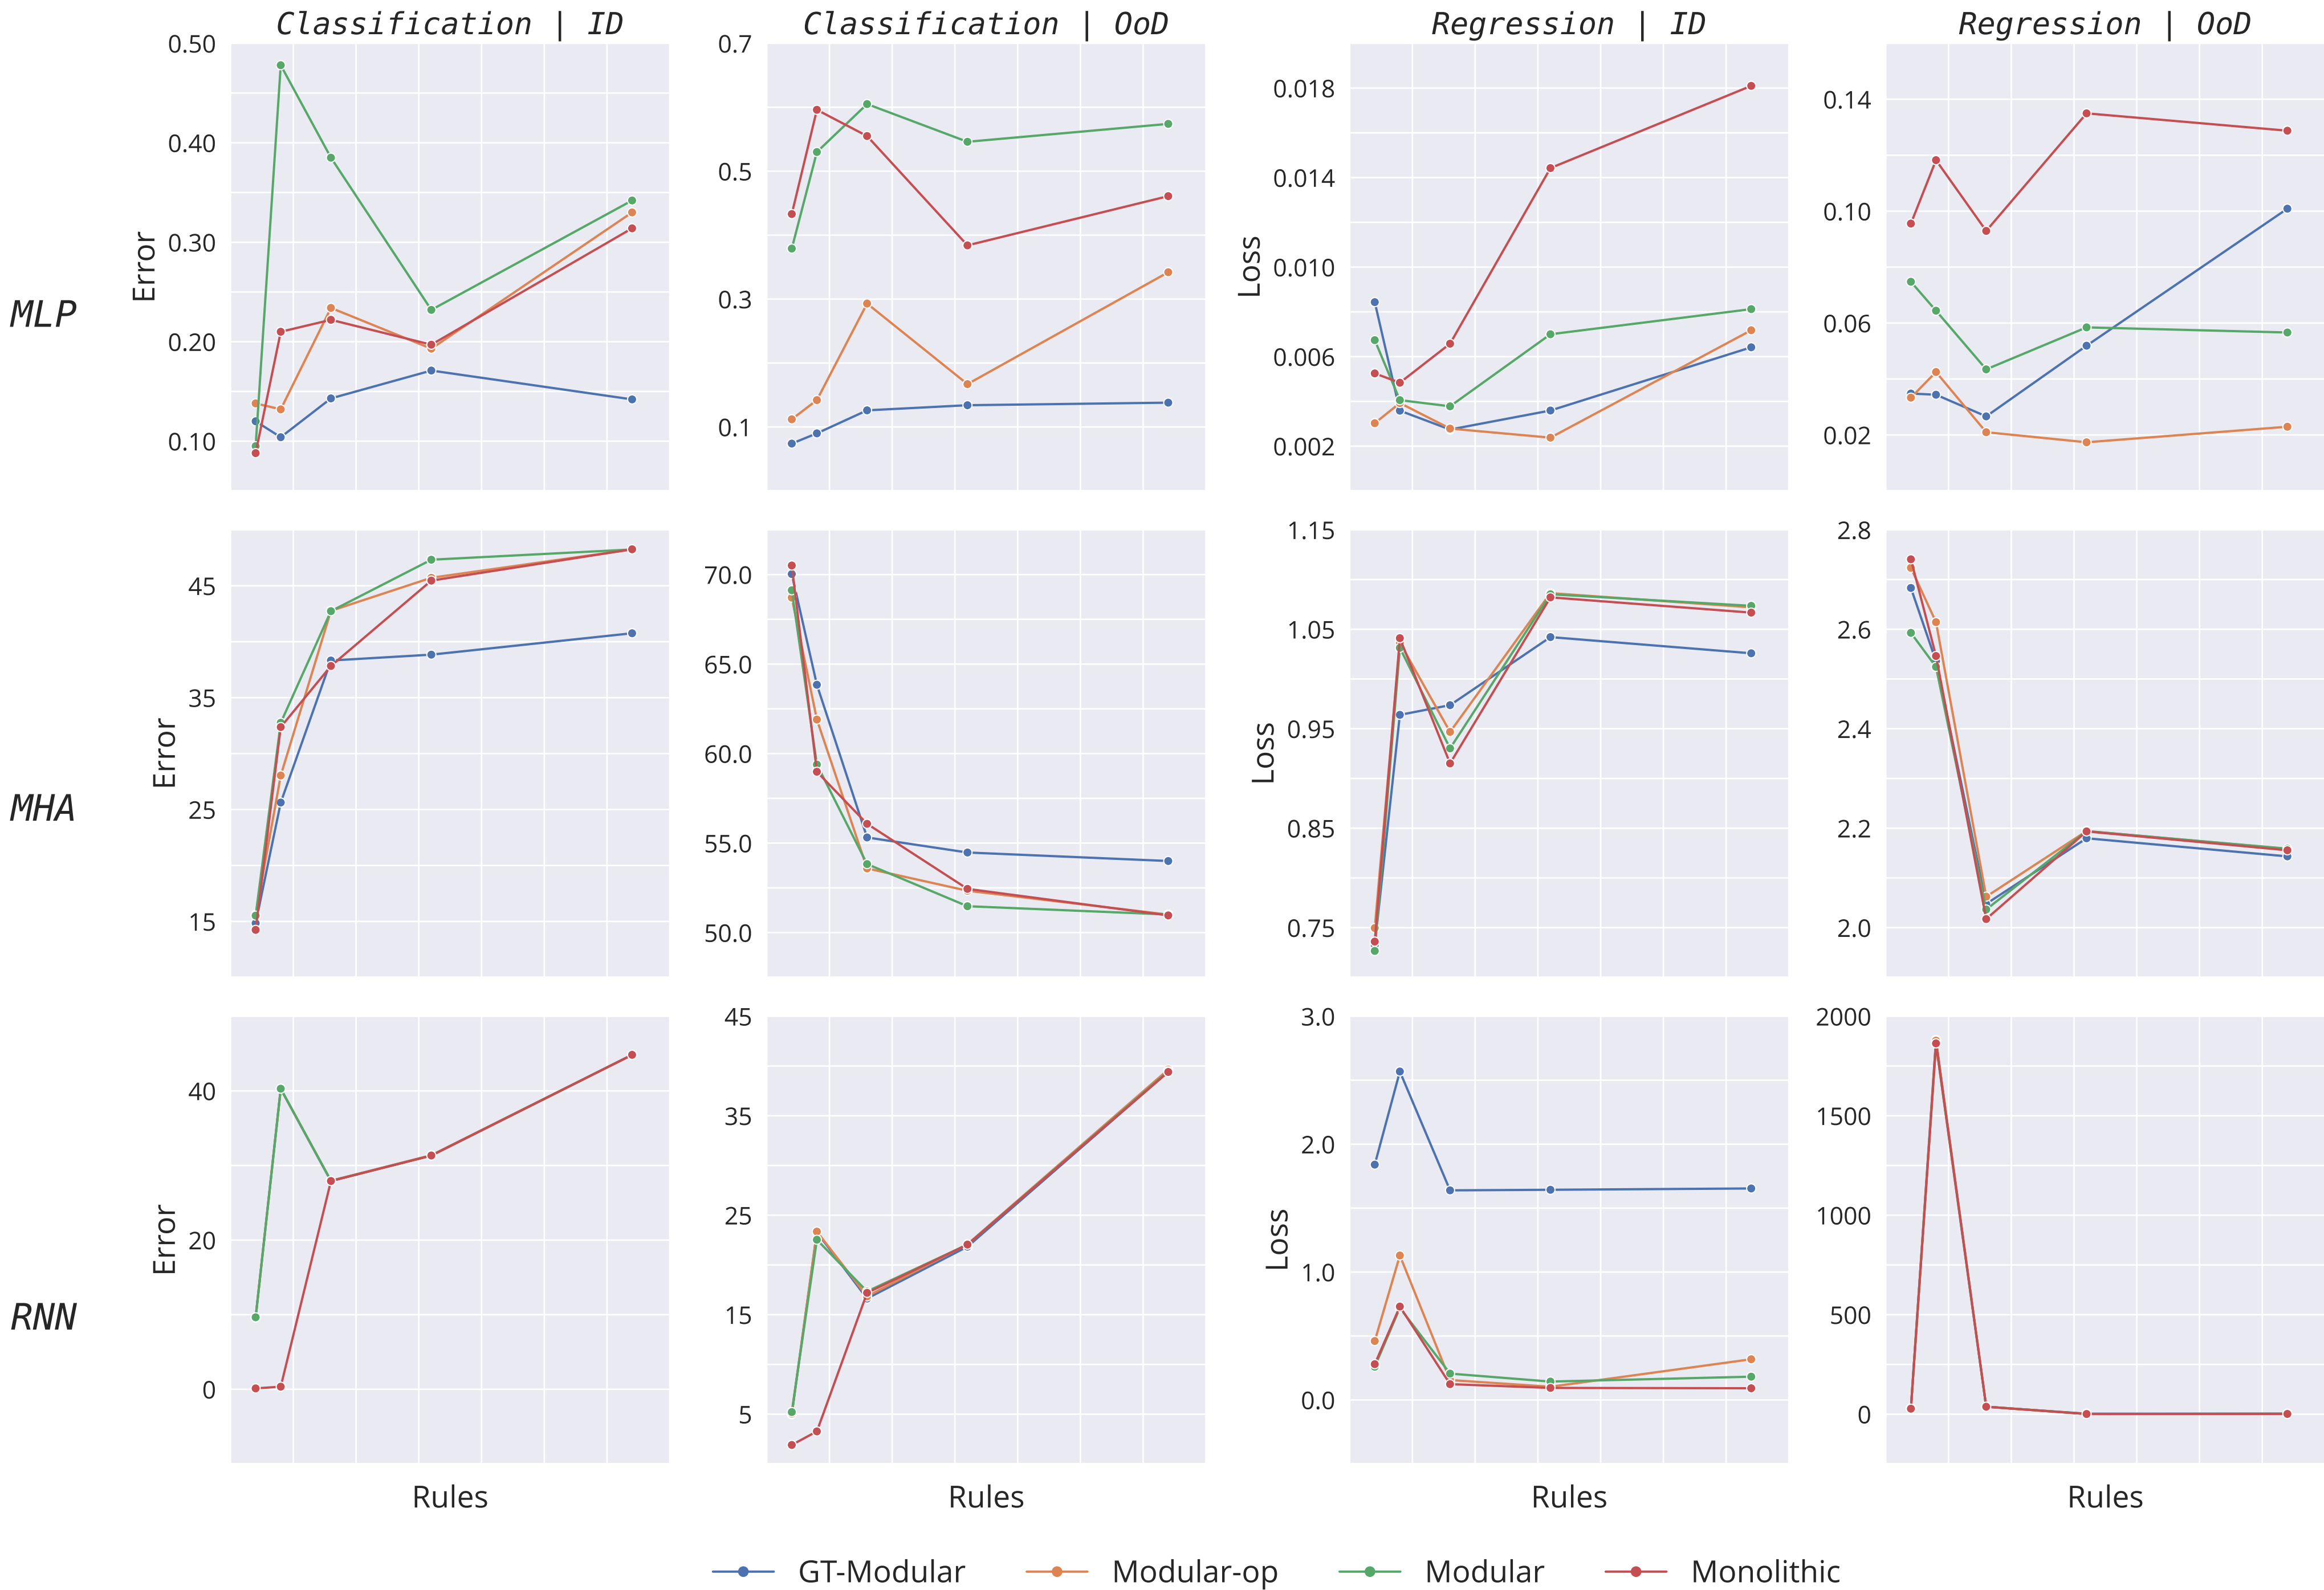 Classification | ID
Classification | OoD
Regression | ID
Regression | OoD
MLP
Error
0.50
0.40
0.30
0.20
0.10
0.7
0.5
0.3
0.1
Loss
0.018
0.014
0.010
0.006
0.002
0.14
0.10
0.06
0.02
MHA
Error
45
35
25
15
70.0
65.0
60.0
55.0
50.0
Loss
1.15
1.05
0.95
0.85
0.75
2.8
2.6
2.4
2.2
2.0
RNN
Error
40
20
0
45
35
25
15
5
Loss
3.0
2.0
1.0
0.0
2000
1500
1000
500
0
Rules
Rules
Rules
Rules
GT-Modular
Modular-op
Modular
Monolithic